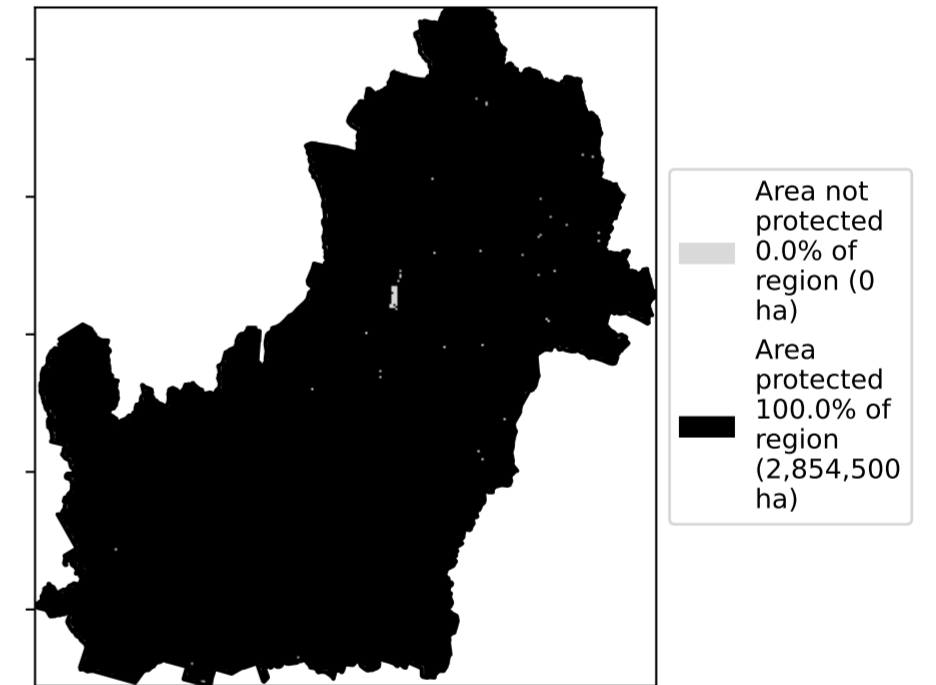 Area not
protected
0.0% of
region (0
ha)
Area
protected
100.0% of
region
(2,854,500
ha)